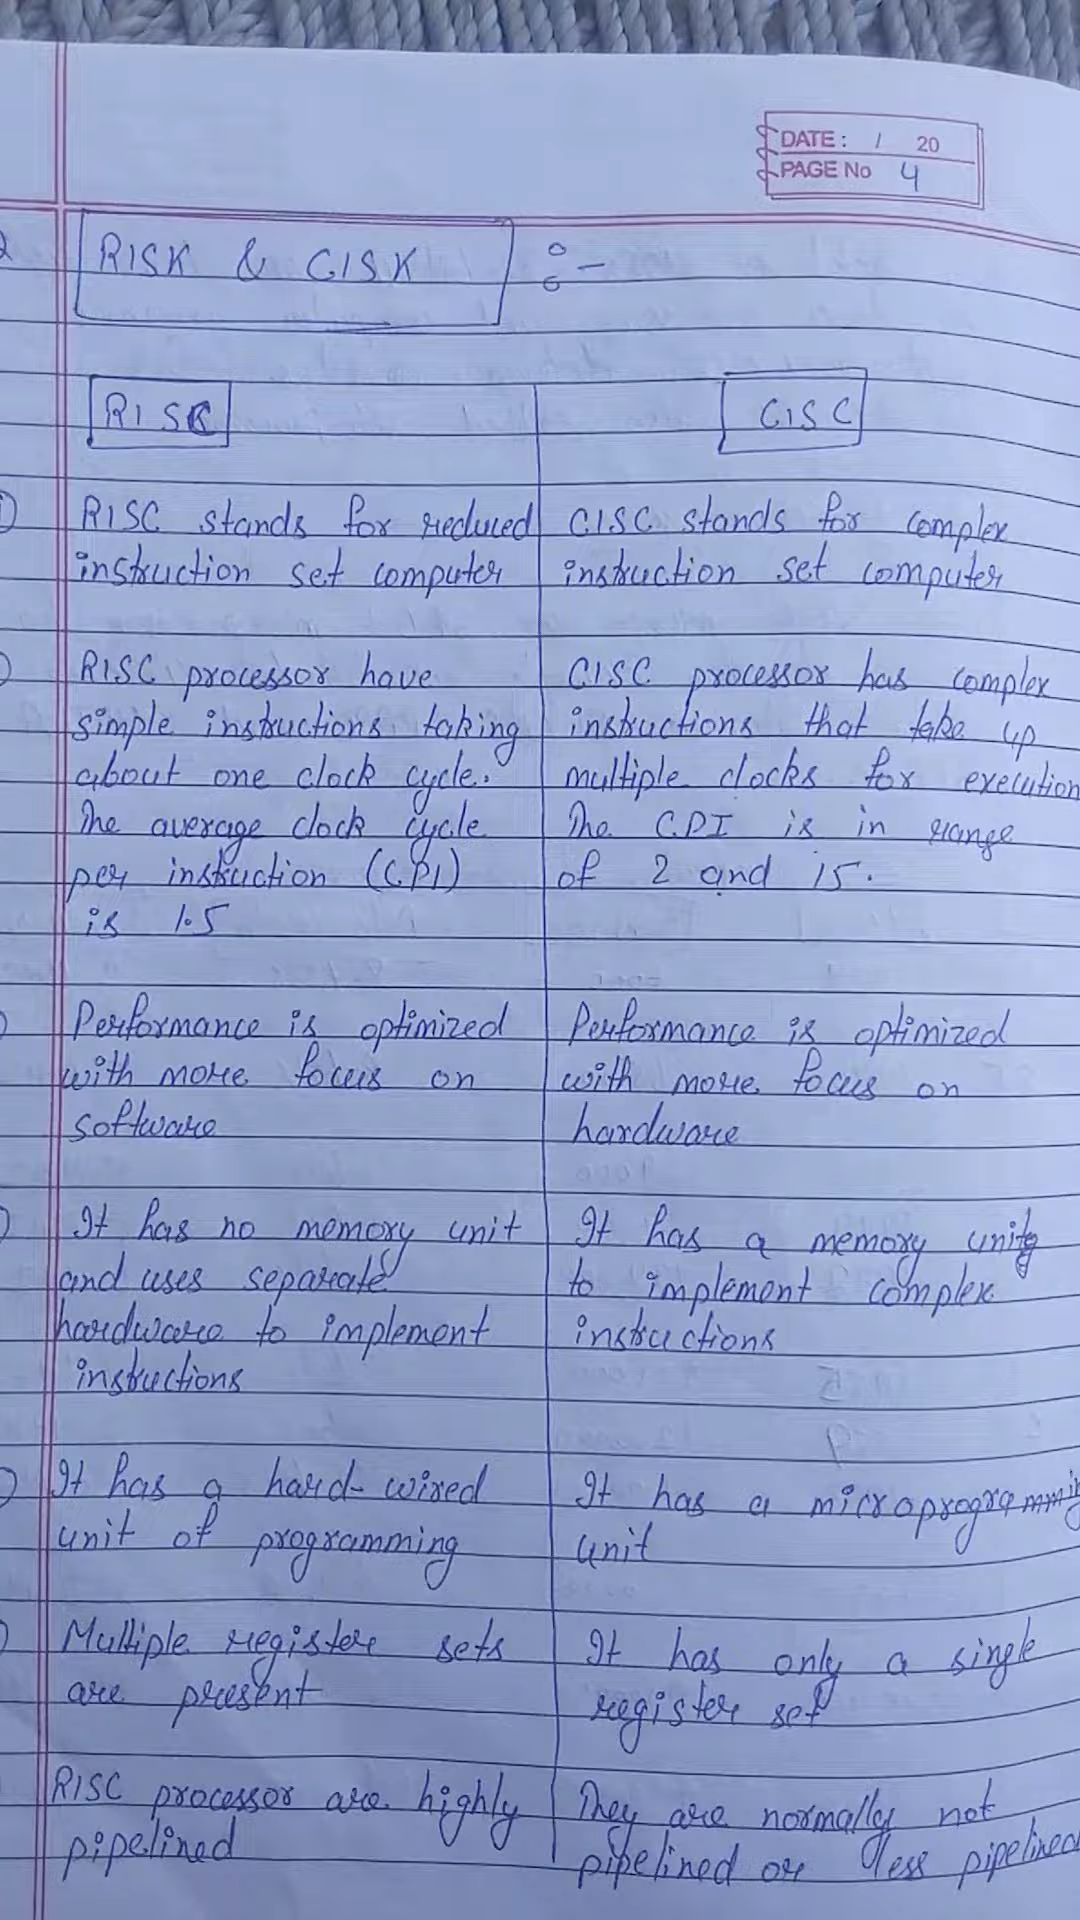 DATE: / 20
PAGE No 4
RISK & CISK :-
RISC
CISC
RISC stands for reduced
instruction set computer
CISC stands for complex
instruction set computer
RISC processor have
simple instructions taking
about one clock cycle.
The average clock cycle
per instruction (CPI)
is 1.5
CISC processor has complex
instructions that take up
multiple clocks for execution
The CPI is in range
of 2 and 15.
Performance is optimized
with more focus on
software
Performance is optimized
with more focus on
hardware
It has no memory unit
and uses separate
hardware to implement
instructions
It has a memory unit
to implement complex
instructions
It has a hard-wired
unit of programming
It has a microprogrammin
unit
Multiple register sets
are present
It has only a single
register set
RISC processor are highly
pipelined
They are normally not
pipelined or less pipelined